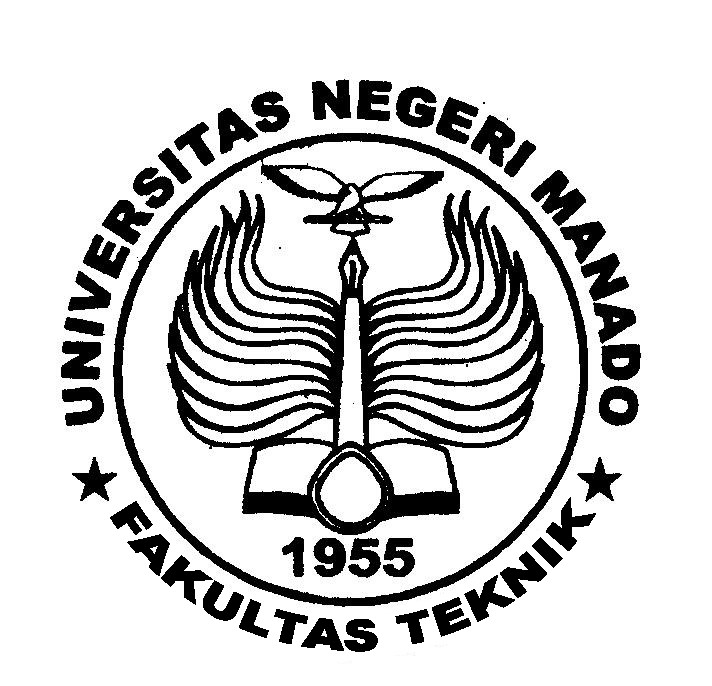 UNIVERSITAS NEGERI MANADO
1955
FAKULTAS TEKNIK